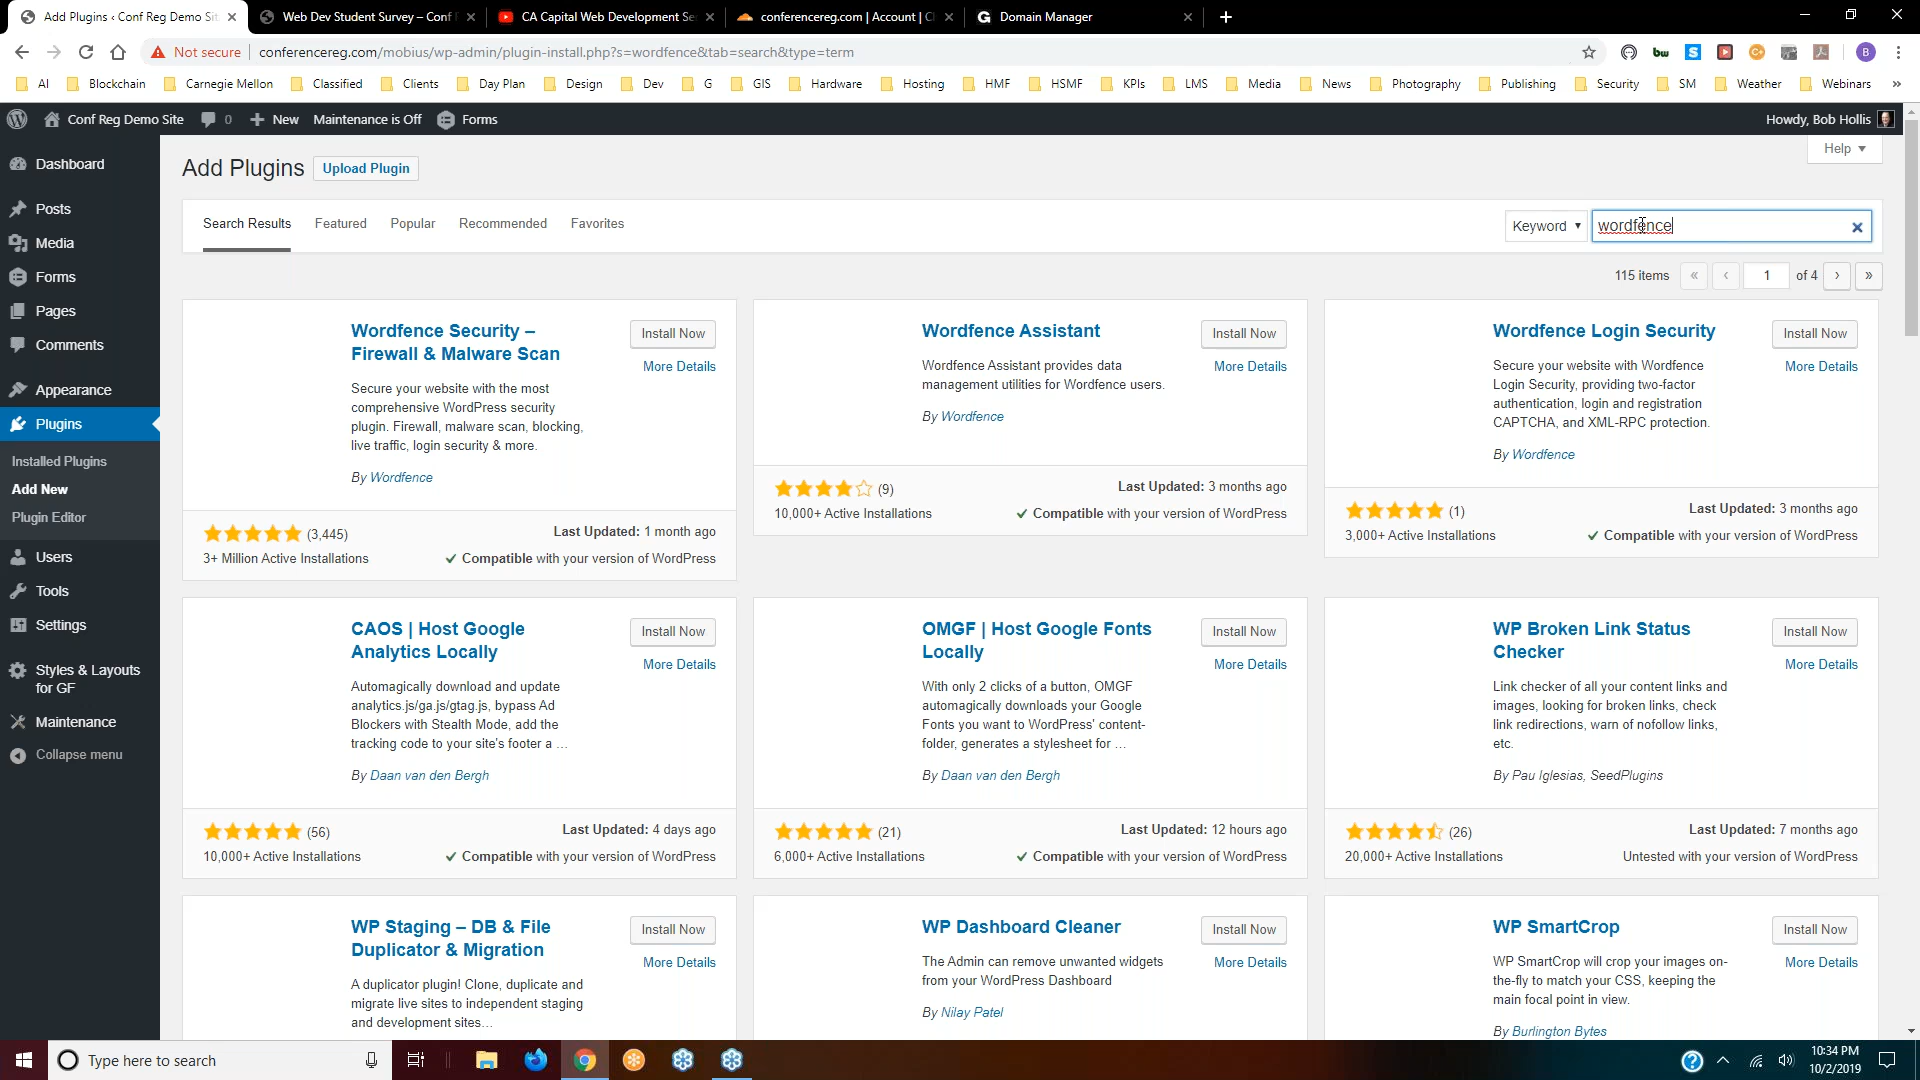 Add Plugins ‹ Conf Reg Demo Sit
Web Dev Student Survey – Conf
CA Capital Web Development Se
conferencereg.com | Account | Cl
Domain Manager
Not secure conferencereg.com/mobius/wp-admin/plugin-install.php?s=wordfence&tab=search&type=term
AI Blockchain Carnegie Mellon Classified Clients Day Plan Design Dev G GIS Hardware Hosting HMF HSMF KPIs LMS Media News Photography Publishing Security SM Weather Webinars »
Conf Reg Demo Site 0 New Maintenance is Off Forms
Howdy, Bob Hollis
Dashboard
Posts
Media
Forms
Pages
Comments
Appearance
Plugins
Installed Plugins
Add New
Plugin Editor
Users
Tools
Settings
Styles & Layouts
for GF
Maintenance
Collapse menu
Help
Add Plugins Upload Plugin
Search Results Featured Popular Recommended Favorites
Keyword wordfence
115 items « ‹ 1 of 4 › »
Wordfence Security –
Firewall & Malware Scan
Install Now
More Details
Secure your website with the most
comprehensive WordPress security
plugin. Firewall, malware scan, blocking,
live traffic, login security & more.
By Wordfence
(3,445)
Last Updated: 1 month ago
3+ Million Active Installations
Compatible with your version of WordPress
Wordfence Assistant
Install Now
More Details
Wordfence Assistant provides data
management utilities for Wordfence users.
By Wordfence
(9)
Last Updated: 3 months ago
10,000+ Active Installations
Compatible with your version of WordPress
Wordfence Login Security
Install Now
More Details
Secure your website with Wordfence
Login Security, providing two-factor
authentication, login and registration
CAPTCHA, and XML-RPC protection.
By Wordfence
(1)
Last Updated: 3 months ago
3,000+ Active Installations
Compatible with your version of WordPress
CAOS | Host Google
Analytics Locally
Install Now
More Details
Automagically download and update
analytics.js/ga.js/gtag.js, bypass Ad
Blockers with Stealth Mode, add the
tracking code to your site's footer a ...
By Daan van den Bergh
(56)
Last Updated: 4 days ago
10,000+ Active Installations
Compatible with your version of WordPress
OMGF | Host Google Fonts
Locally
Install Now
More Details
With only 2 clicks of a button, OMGF
automagically downloads your Google
Fonts you want to WordPress' content-
folder, generates a stylesheet for ...
By Daan van den Bergh
(21)
Last Updated: 12 hours ago
6,000+ Active Installations
Compatible with your version of WordPress
WP Broken Link Status
Checker
Install Now
More Details
Link checker of all your content links and
images, looking for broken links, check
link redirections, warn of nofollow links,
etc.
By Pau Iglesias, SeedPlugins
(26)
Last Updated: 7 months ago
20,000+ Active Installations
Untested with your version of WordPress
WP Staging – DB & File
Duplicator & Migration
Install Now
More Details
A duplicator plugin! Clone, duplicate and
migrate live sites to independent staging
and development sites...
WP Dashboard Cleaner
Install Now
More Details
The Admin can remove unwanted widgets
from your WordPress Dashboard
By Nilay Patel
WP SmartCrop
Install Now
More Details
WP SmartCrop will crop your images on-
the-fly to match your CSS, keeping the
main focal point in view.
By Burlington Bytes
Type here to search
10:34 PM
10/2/2019